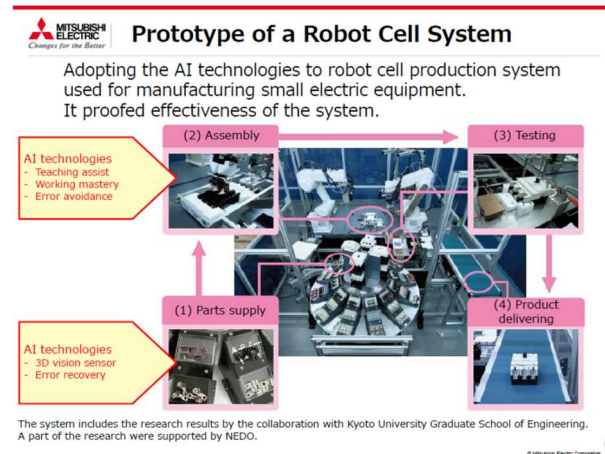 MITSUBISHI
ELECTRIC
Changes for the Better
Prototype of a Robot Cell System
Adopting the AI technologies to robot cell production system
used for manufacturing small electric equipment.
It proofed effectiveness of the system.
(2) Assembly
(3) Testing
AI technologies
- Teaching assist
- Working mastery
- Error avoidance
(1) Parts supply
(4) Product
delivering
AI technologies
- 3D vision sensor
- Error recovery
The system includes the research results by the collaboration with Kyoto University Graduate School of Engineering.
A part of the research were supported by NEDO.
© Mitsubishi Electric Corporation